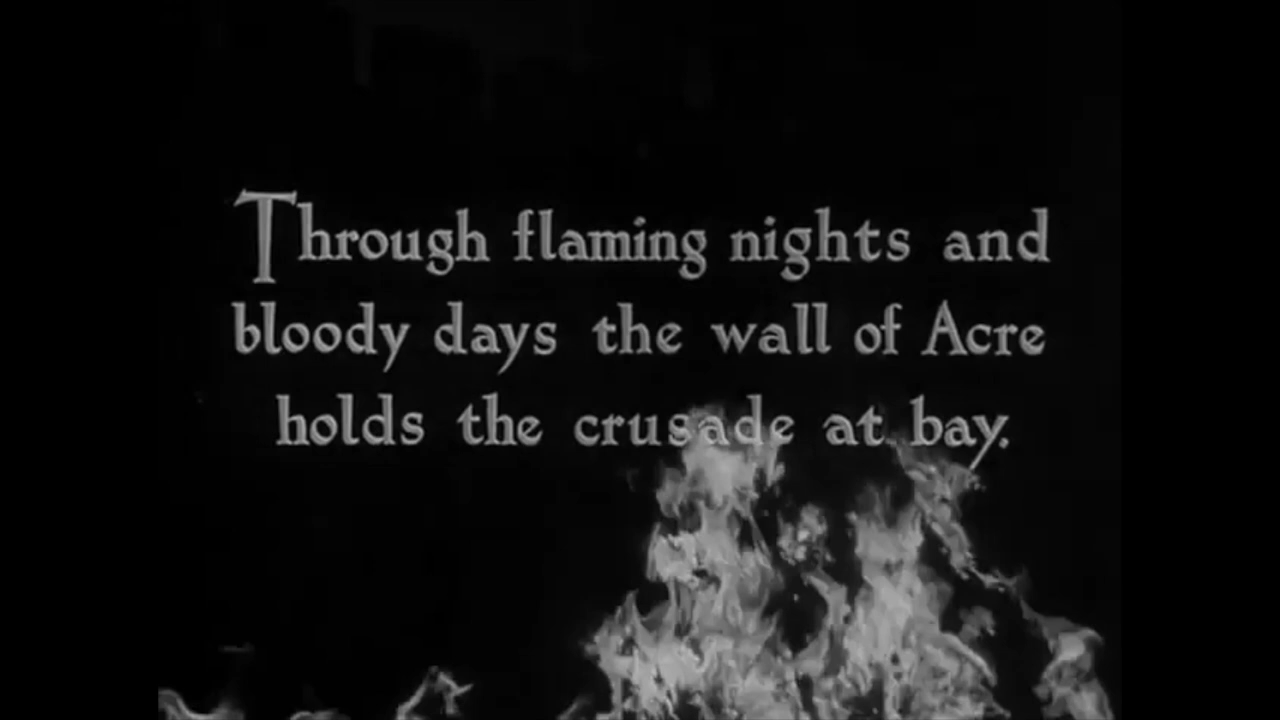 Through flaming nights and
bloody days the wall of Acre
holds the crusade at bay.